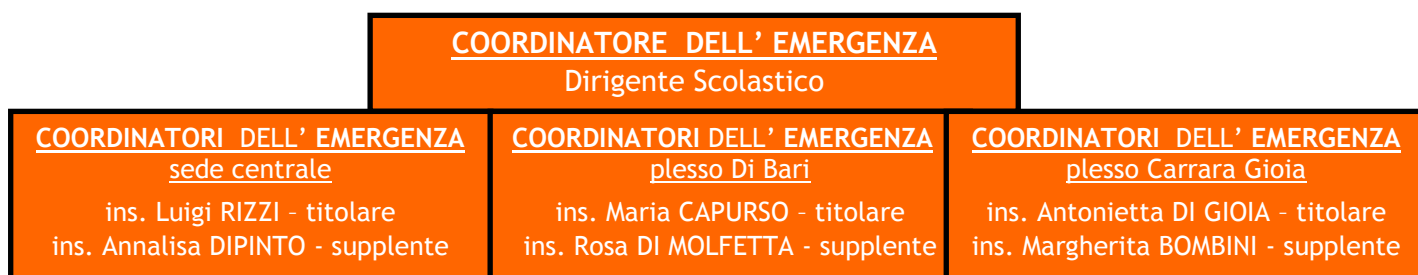 COORDINATORE DELL' EMERGENZA
Dirigente Scolastico
COORDINATORI DELL' EMERGENZA
sede centrale
ins. Luigi RIZZI – titolare
ins. Annalisa DIPINTO - supplente
COORDINATORI DELL' EMERGENZA
plesso Di Bari
ins. Maria CAPURSO – titolare
ins. Rosa DI MOLFETTA - supplente
COORDINATORI DELL' EMERGENZA
plesso Carrara Gioia
ins. Antonietta DI GIOIA – titolare
ins. Margherita BOMBINI - supplente